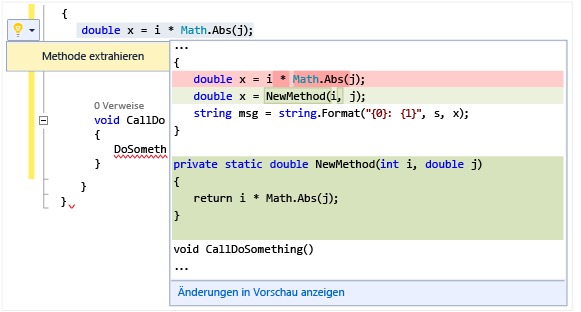 {
double x = i * Math.Abs(j);
Methode extrahieren
0 Verweise
void CallDo
{
DoSometh
}
}
}
...
{
double x = i * Math.Abs(j);
double x = NewMethod(i, j);
string msg = string.Format("{0}: {1}", s, x);
}
private static double NewMethod(int i, double j)
{
return i * Math.Abs(j);
}
void CallDoSomething()
...
Änderungen in Vorschau anzeigen